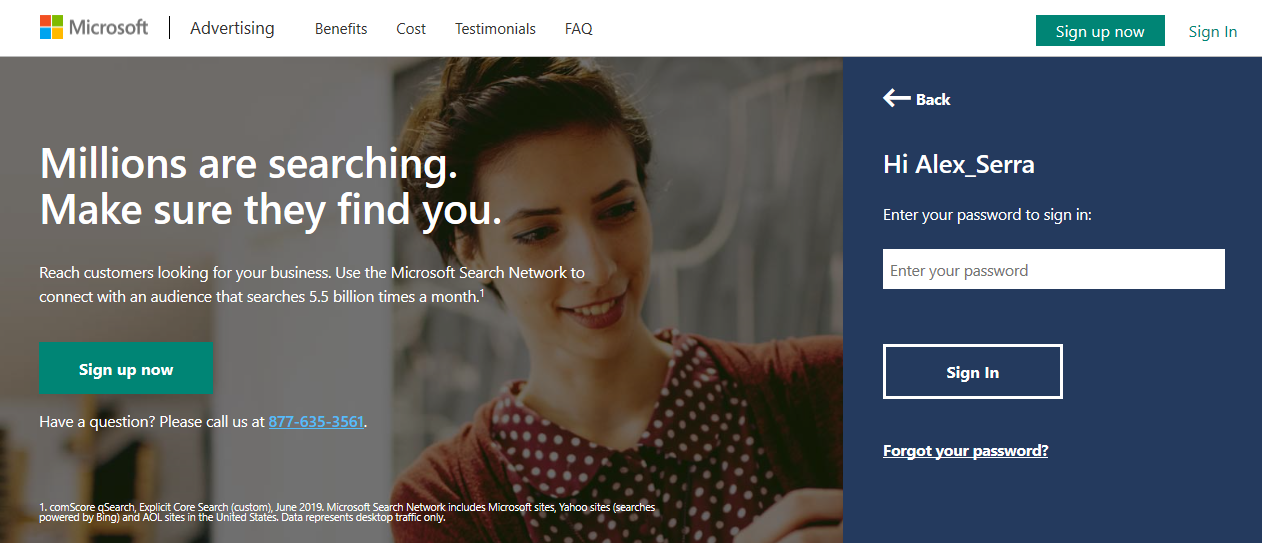 Microsoft | Advertising Benefits Cost Testimonials FAQ Sign up now Sign In
Back
Millions are searching.
Make sure they find you.
Hi Alex_Serra
Enter your password to sign in:
Reach customers looking for your business. Use the Microsoft Search Network to
connect with an audience that searches 5.5 billion times a month.1
Enter your password
Sign up now
Sign In
Have a question? Please call us at 877-635-3561.
Forgot your password?
1. comScore qSearch, Explicit Core Search (custom), June 2019. Microsoft Search Network includes Microsoft sites, Yahoo sites (searches
powered by Bing) and AOL sites in the United States. Data represents desktop traffic only.